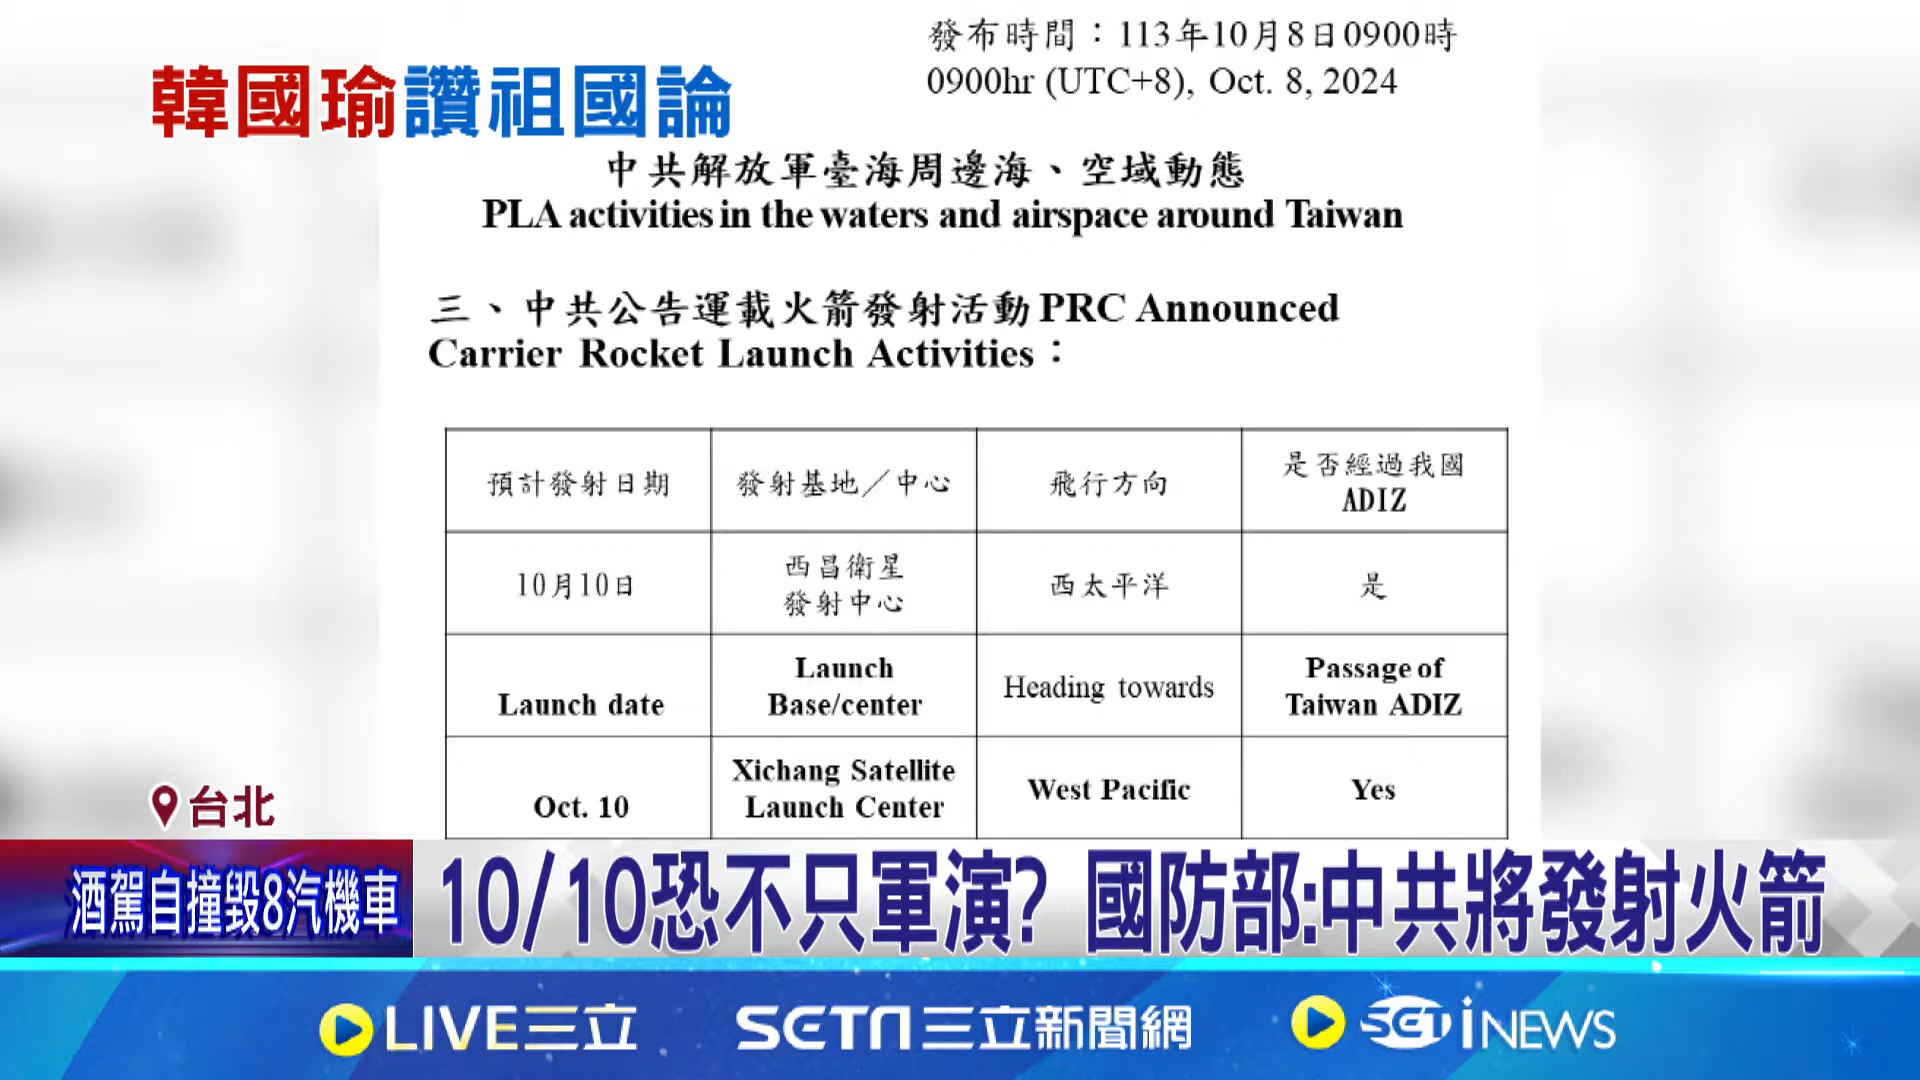 發布時間：113年10月8日0900時
0900hr (UTC+8), Oct. 8, 2024
韓國瑜讚祖國論
中共解放軍臺海周邊海、空域動態
PLA activities in the waters and airspace around Taiwan
三、中共公告運載火箭發射活動 PRC Announced
Carrier Rocket Launch Activities：
預計發射日期
發射基地／中心
飛行方向
是否經過我國
ADIZ
10月10日
西昌衛星
發射中心
西太平洋
是
Launch date
Launch
Base/center
Heading towards
Passage of
Taiwan ADIZ
Oct. 10
Xichang Satellite
Launch Center
West Pacific
Yes
台北
酒駕自撞毀8汽機車
10/10恐不只軍演? 國防部:中共將發射火箭
LIVE三立
SETN三立新聞網
SETiNEWS